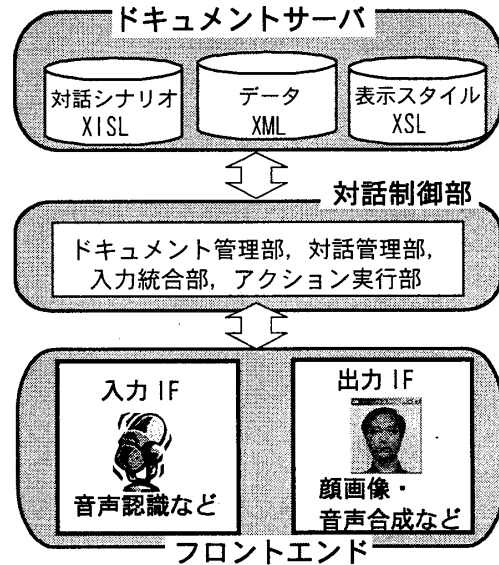 ドキュメントサーバ
対話シナリオ
XISL
データ
XML
表示スタイル
XSL
対話制御部
ドキュメント管理部, 対話管理部,
入力統合部, アクション実行部
入力 IF
音声認識など
出力 IF
顔画像・
音声合成など
フロントエンド